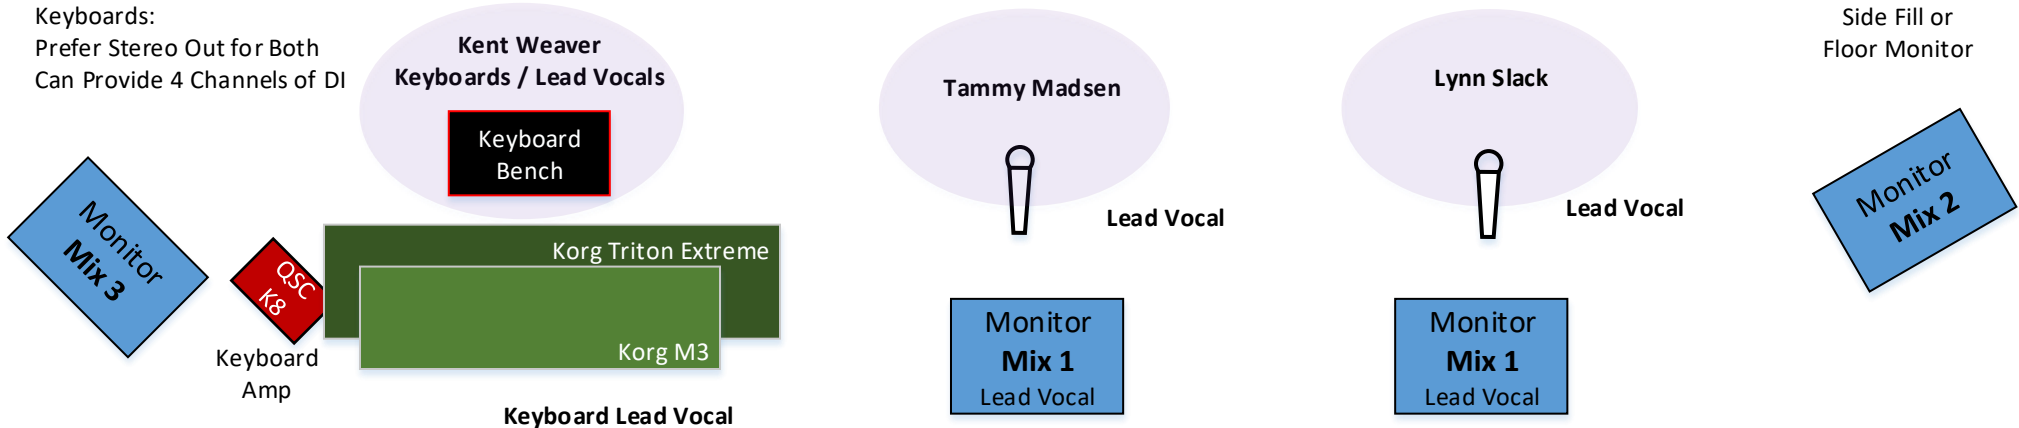 Keyboards:
Prefer Stereo Out for Both
Can Provide 4 Channels of DI
Kent Weaver
Keyboards / Lead Vocals
Keyboard
Bench
Monitor
Mix 3
QSC
K8
Keyboard
Amp
Korg Triton Extreme
Korg M3
Keyboard Lead Vocal
Tammy Madsen
Lead Vocal
Monitor
Mix 1
Lead Vocal
Lynn Slack
Lead Vocal
Monitor
Mix 1
Lead Vocal
Side Fill or
Floor Monitor
Monitor
Mix 2